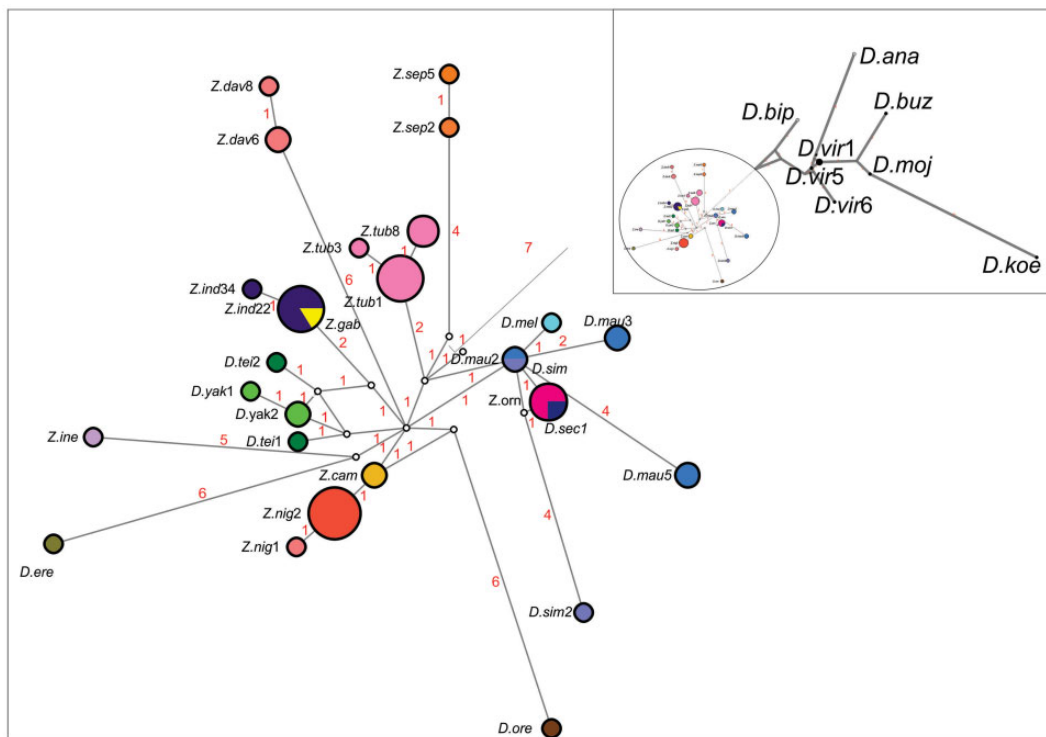 Z.dav8
Z.sep5
1
1
Z.dav6
Z.sep2
D.ana
D.bip
D.buz
D.vir1
D.vir5
D.moj
D.vir6
D.koe
Z.tub8
4
Z.tub3
1
1
7
6
Z.tub1
Z.ind34
1
Z.ind22
Z.gab
2
2
D.mel
D.mau3
1
1
1
1
2
D.mau2
D.sim
D.tei2
1
1
D.yak1
1
1
1
1
Z.orn
D.yak2
1
1
1
1
D.sec1
D.tei1
1
1
1
1
4
Z.ine
5
1
1
1
Z.cam
D.mau5
6
1
Z.nig2
1
4
Z.nig1
D.ere
D.sim2
6
D.ore